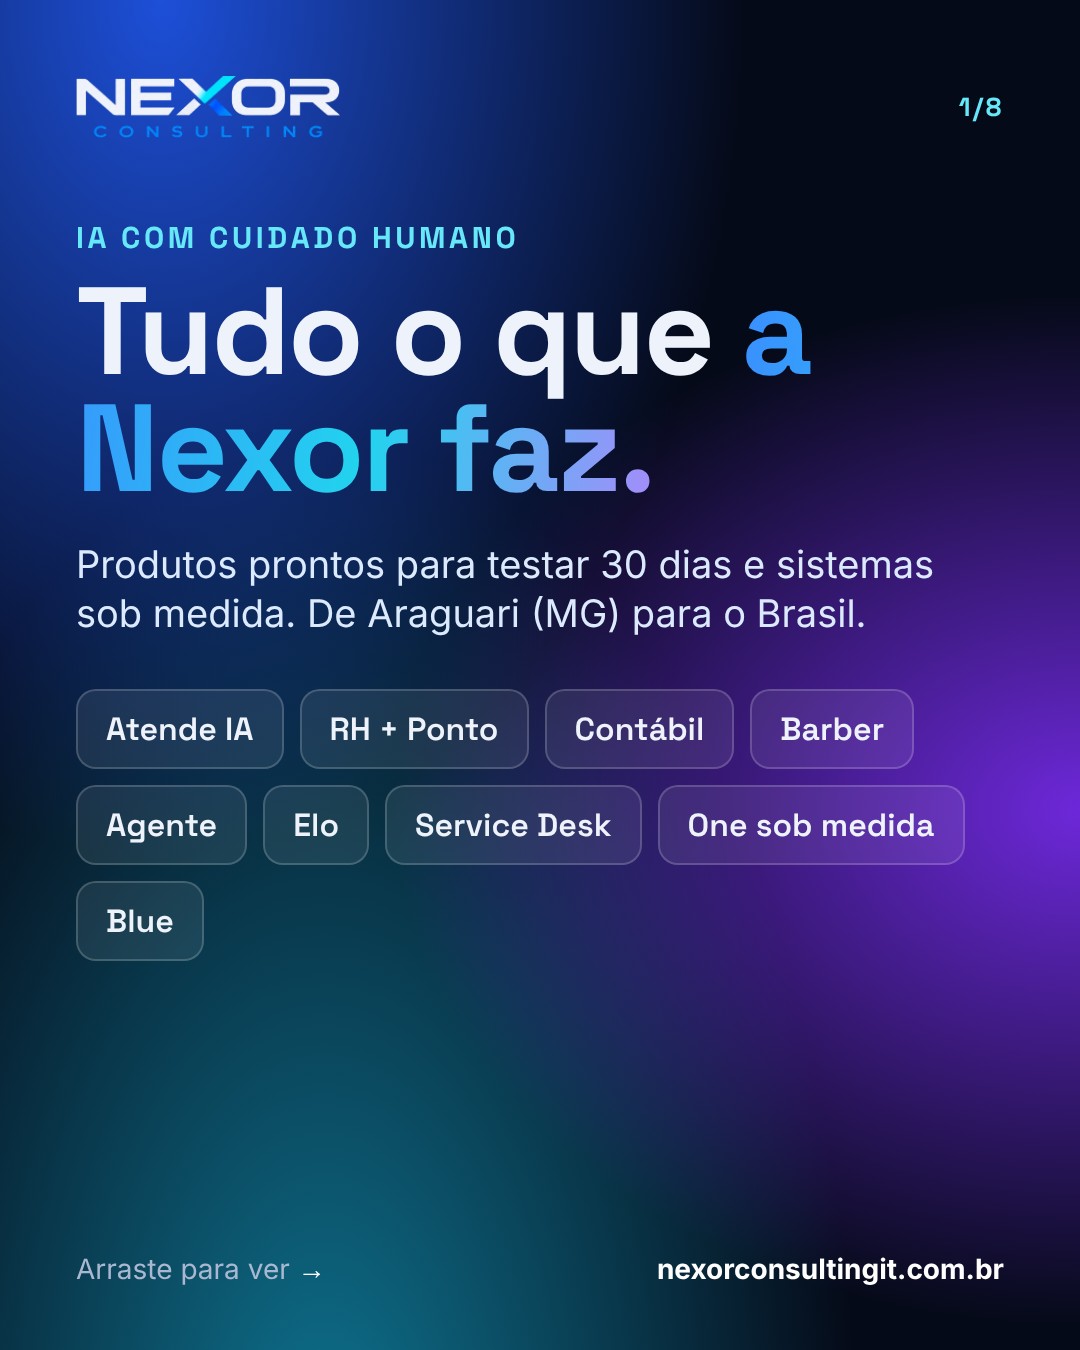 NEXOR
CONSULTING
1/8
IA COM CUIDADO HUMANO
Tudo o que a
Nexor faz.
Produtos prontos para testar 30 dias e sistemas
sob medida. De Araguari (MG) para o Brasil.
Atende IA
RH + Ponto
Contábil
Barber
Agente
Elo
Service Desk
One sob medida
Blue
Arraste para ver →
nexorconsultingit.com.br